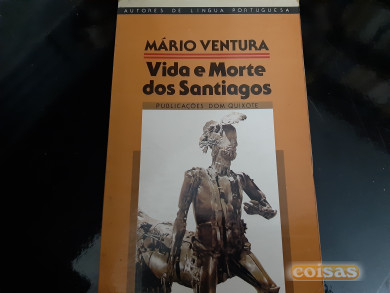 AUTORES DE LÍNGUA PORTUGUESA
MÁRIO VENTURA
Vida e Morte
dos Santiagos
PUBLICAÇÕES DOM QUIXOTE
coisas